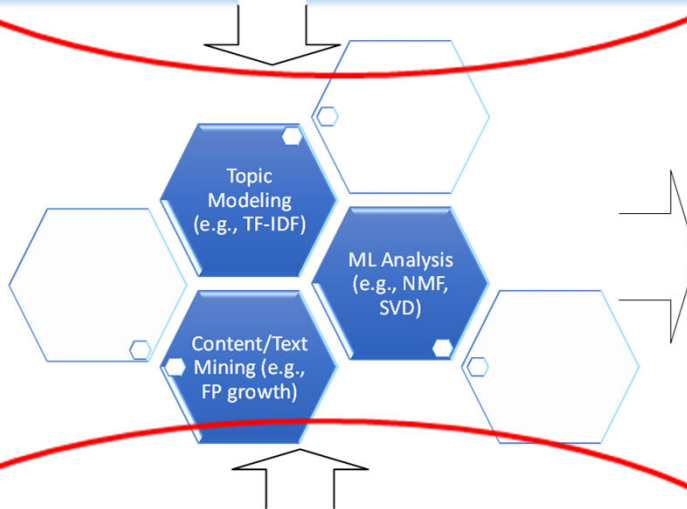 Topic
Modeling
(e.g., TF-IDF)
ML Analysis
(e.g., NMF,
SVD)
Content/Text
Mining (e.g.,
FP growth)